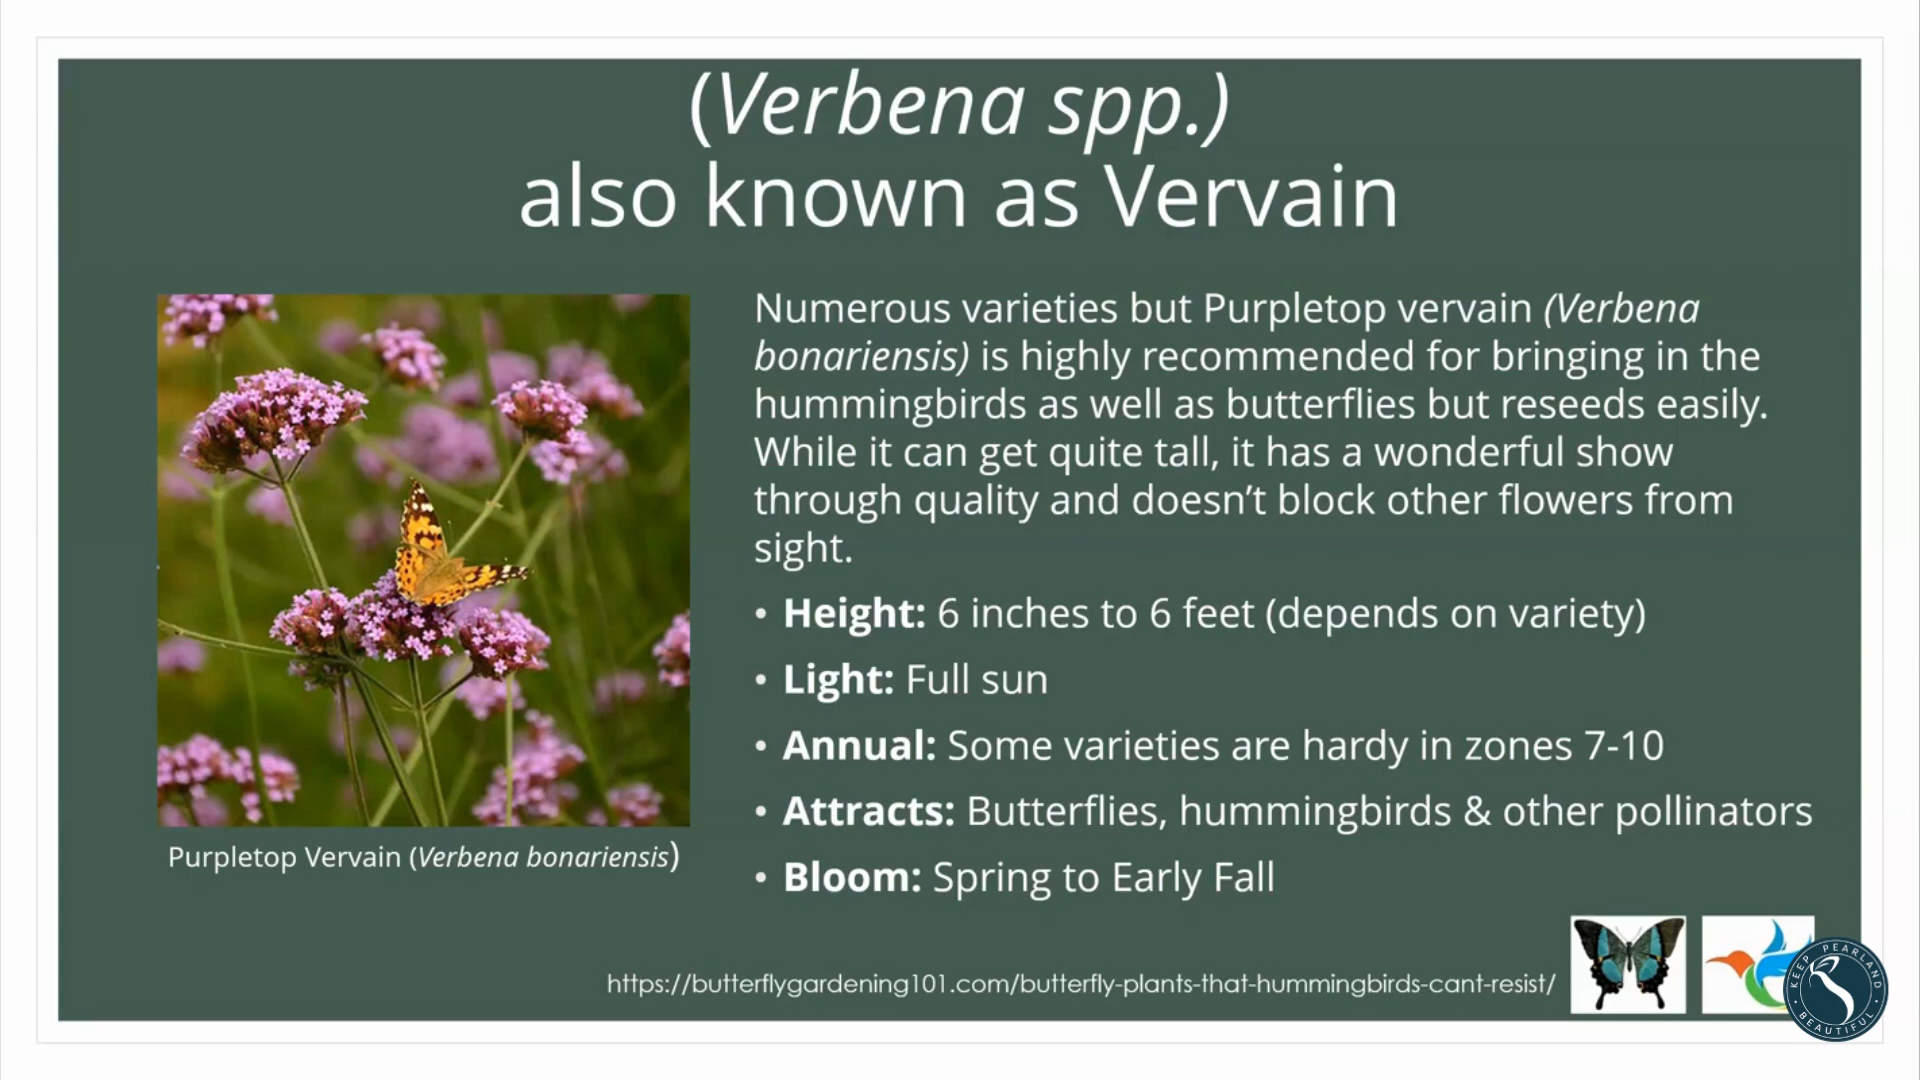 (Verbena spp.)
also known as Vervain
Numerous varieties but Purpletop vervain (Verbena
bonariensis) is highly recommended for bringing in the
hummingbirds as well as butterflies but reseeds easily.
While it can get quite tall, it has a wonderful show
through quality and doesn’t block other flowers from
sight.
• Height: 6 inches to 6 feet (depends on variety)
• Light: Full sun
• Annual: Some varieties are hardy in zones 7-10
• Attracts: Butterflies, hummingbirds & other pollinators
• Bloom: Spring to Early Fall
Purpletop Vervain (Verbena bonariensis)
https://butterflygardening101.com/butterfly-plants-that-hummingbirds-cant-resist/
KEEP PEARLAND
BEAUTIFUL